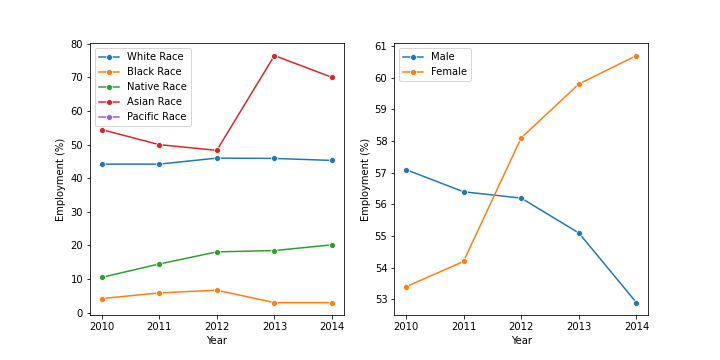 White Race
Black Race
Native Race
Asian Race
Pacific Race
80
70
60
50
40
30
20
10
0
Employment (%)
2010 2011 2012 2013 2014
Year
Male
Female
61
60
59
58
57
56
55
54
53
Employment (%)
2010 2011 2012 2013 2014
Year